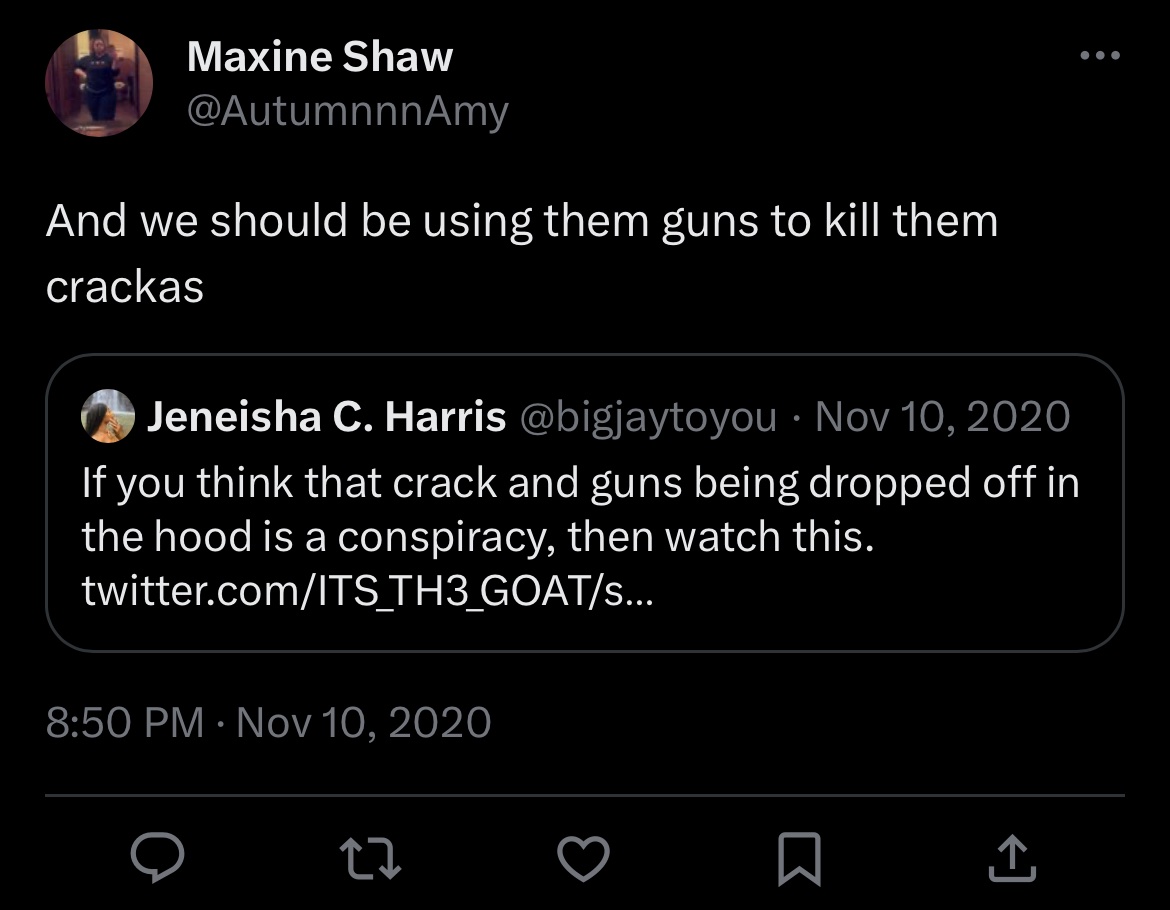 Maxine Shaw
@AutumnnnAmy
And we should be using them guns to kill them
crackas
Jeneisha C. Harris @bigjaytoyou · Nov 10, 2020
If you think that crack and guns being dropped off in
the hood is a conspiracy, then watch this.
twitter.com/ITS_TH3_GOAT/s...
8:50 PM · Nov 10, 2020